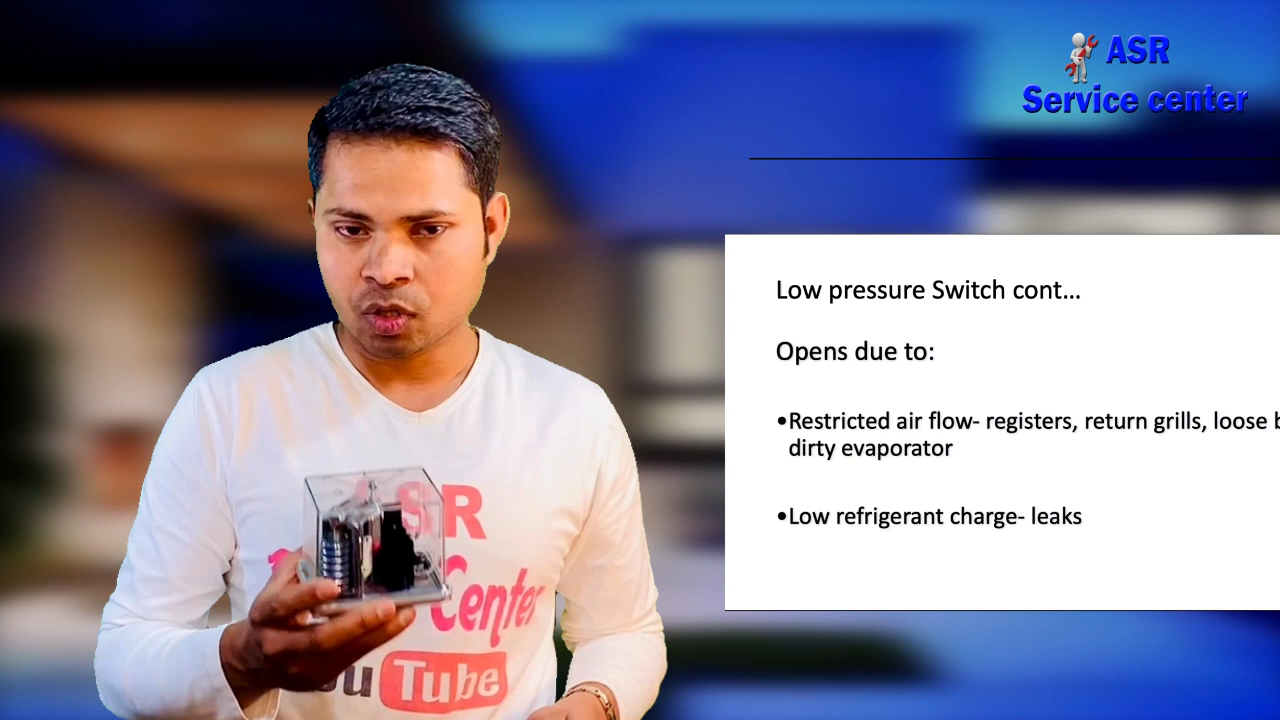 ASR
Service center
Low pressure Switch cont...
Opens due to:
•Restricted air flow- registers, return grills, loose
dirty evaporator
•Low refrigerant charge- leaks
SR
Center
Tube